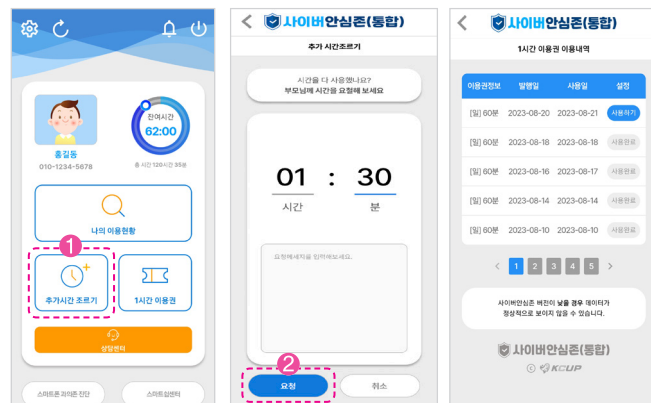 잔여시간
62:00
홍길동
010-1234-5678
총 시간 120시간 35분
나의 이용현황
1
추가시간 조르기
1시간 이용권
상담센터
스마트폰 과의존 진단
스마트쉼센터
사이버안심존(통합)
추가 시간조르기
시간을 다 사용했나요?
부모님께 시간을 요청해 보세요
01 : 30
시간 분
요청메세지를 입력해보세요.
2
요청
취소
사이버안심존(통합)
1시간 이용권 이용내역
이용권정보 발행일 사용일 설정
[일] 60분 2023-08-20 2023-08-21 사용하기
[일] 60분 2023-08-18 2023-08-18 사용완료
[일] 60분 2023-08-16 2023-08-17 사용완료
[일] 60분 2023-08-14 2023-08-14 사용완료
[일] 60분 2023-08-10 2023-08-10 사용완료
< 1 2 3 4 5 >
사이버안심존 버전이 낮을 경우 데이터가
정상적으로 보이지 않을 수 있습니다.
사이버안심존(통합)
© KCUP